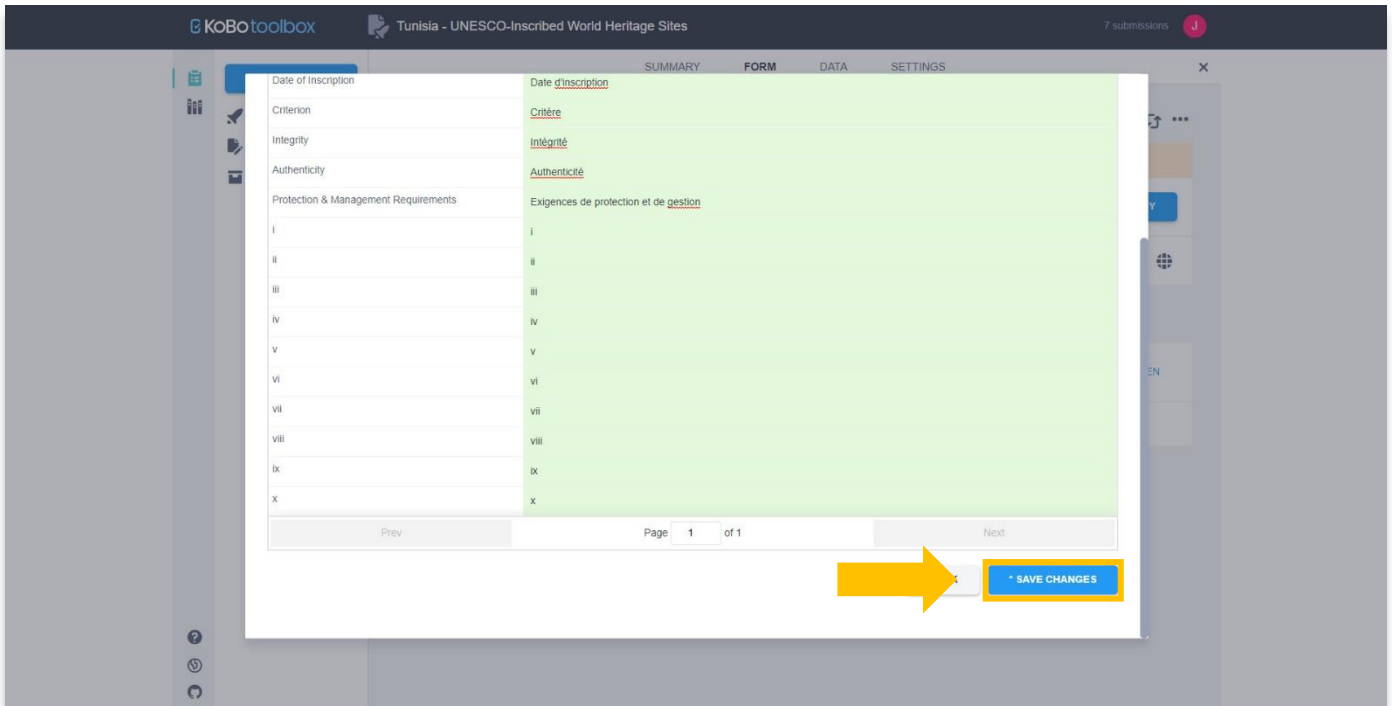 KOBOtoolbox
Tunisia - UNESCO-Inscribed World Heritage Sites
7 submissions
J
SUMMARY FORM DATA SETTINGS
Date of Inscription Date d'inscription
Criterion Critère
Integrity Intégrité
Authenticity Authenticité
Protection & Management Requirements Exigences de protection et de gestion
Y
i i
ii ii
iii iii
iv iv
v v
vi vi
EN
vii vii
viii viii
ix ix
x x
Prev Page 1 of 1 Next
* SAVE CHANGES